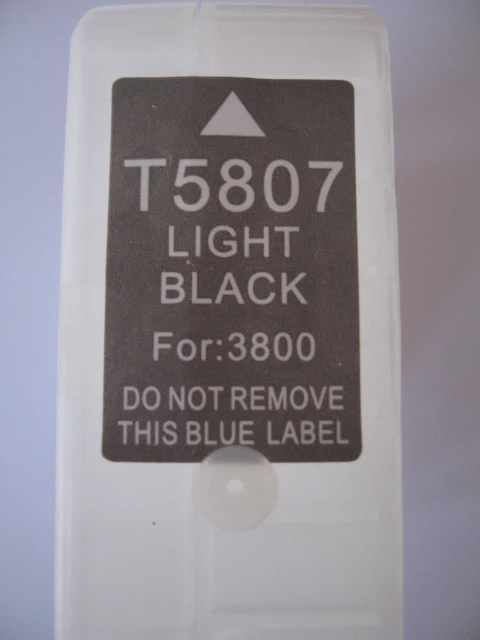 T5807
LIGHT
BLACK
For:3800
DO NOT REMOVE
THIS BLUE LABEL